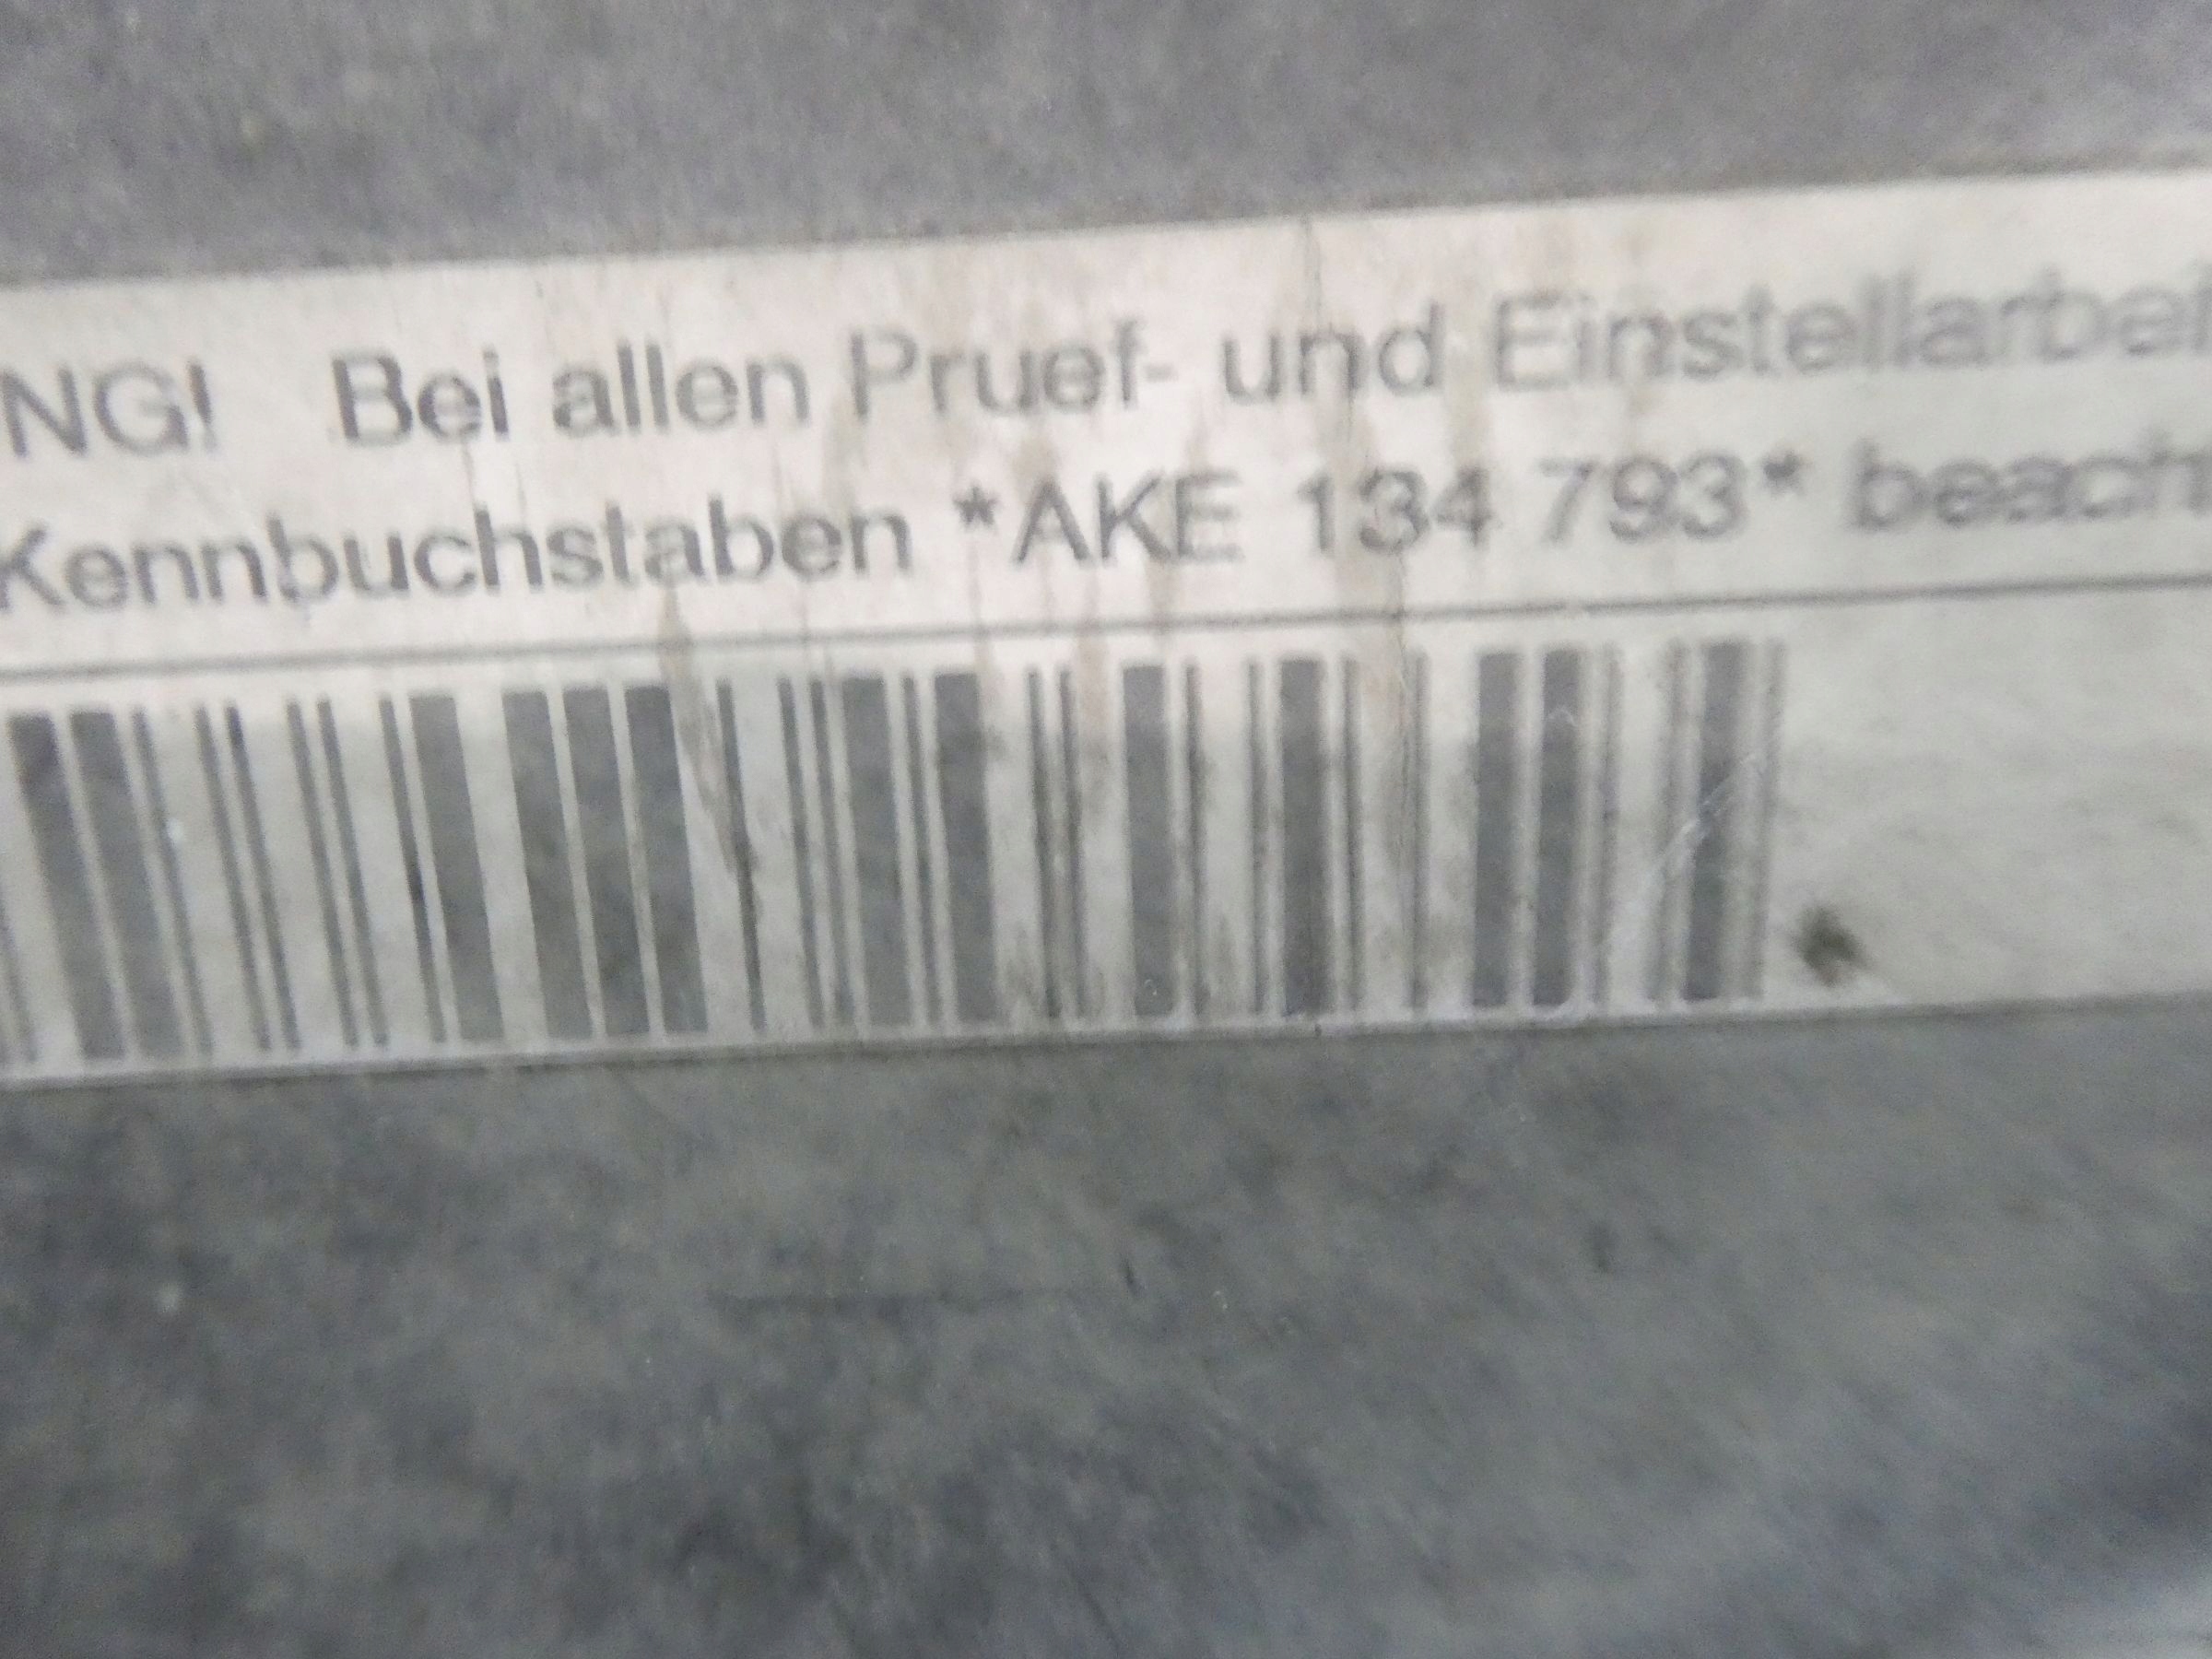 NG! Bei allen Pruef- und Einstellarbei
Kennbuchstaben *AKE 134 793* beach